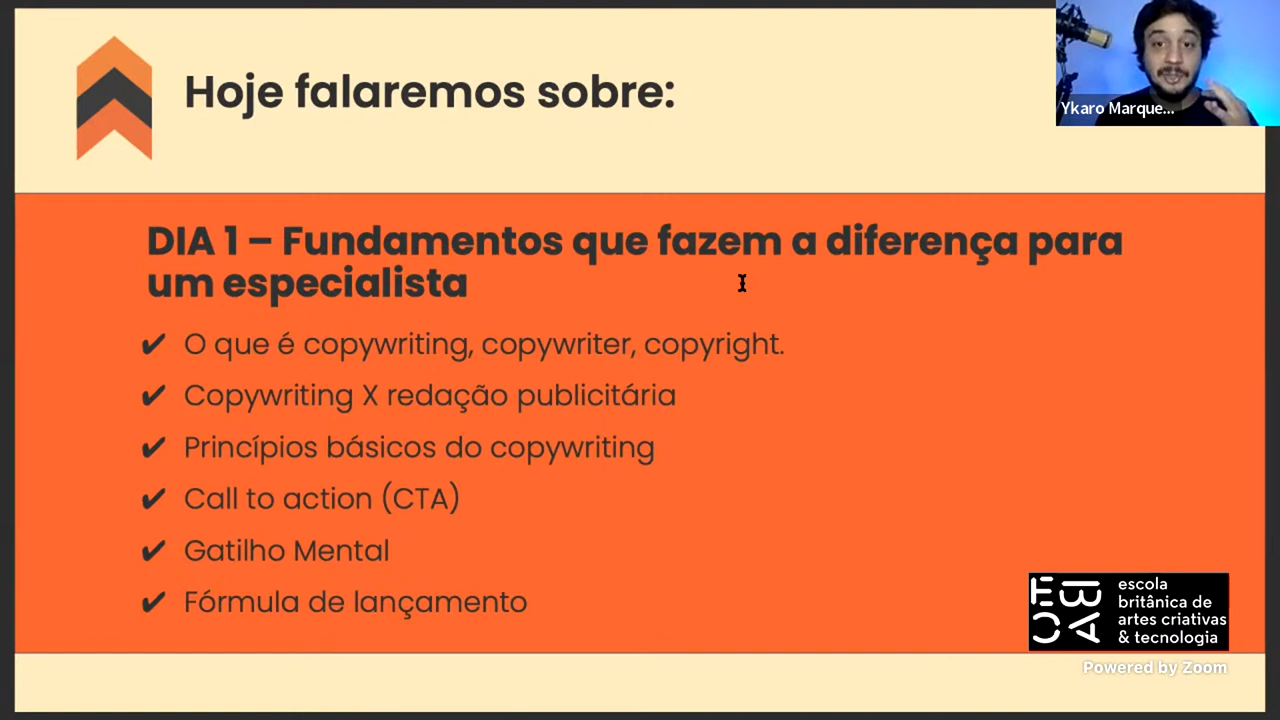 Hoje falaremos sobre:
Ykaro Marque...
DIA 1 – Fundamentos que fazem a diferença para
um especialista
✔ O que é copywriting, copywriter, copyright.
✔ Copywriting X redação publicitária
✔ Princípios básicos do copywriting
✔ Call to action (CTA)
✔ Gatilho Mental
✔ Fórmula de lançamento
EBAC
escola
britânica de
artes criativas
& tecnologia
Powered by Zoom